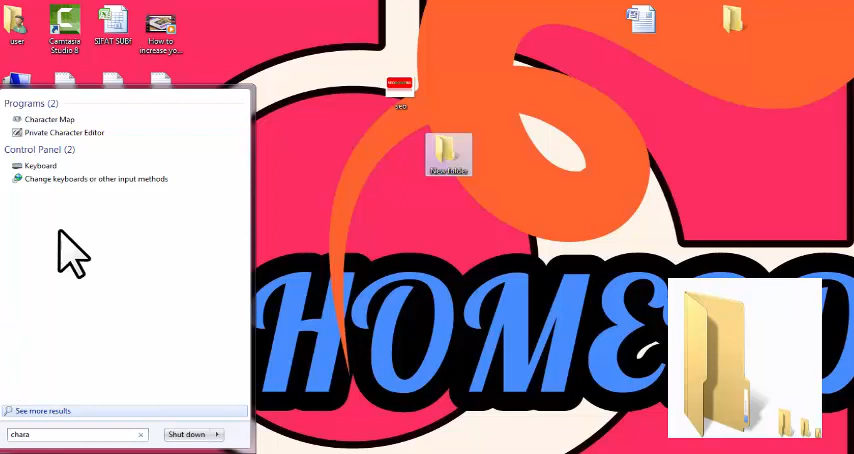 user
Camtasia
Studio 8
SIFAT SUBF
How to
increase yo...
seo
New folder
Programs (2)
Character Map
Private Character Editor
Control Panel (2)
Keyboard
Change keyboards or other input methods
See more results
chara
Shut down
HOME